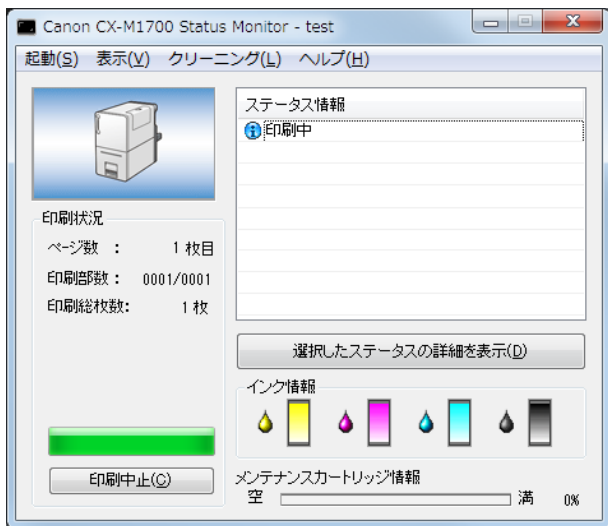 Canon CX-M1700 Status Monitor - test
起動(S) 表示(V) クリーニング(L) ヘルプ(H)
ステータス情報
印刷中
印刷状況
ページ数 : 1 枚目
印刷部数 : 0001/0001
印刷総枚数: 1 枚
選択したステータスの詳細を表示(D)
インク情報
印刷中止(C)
メンテナンスカートリッジ情報
空 満 0%